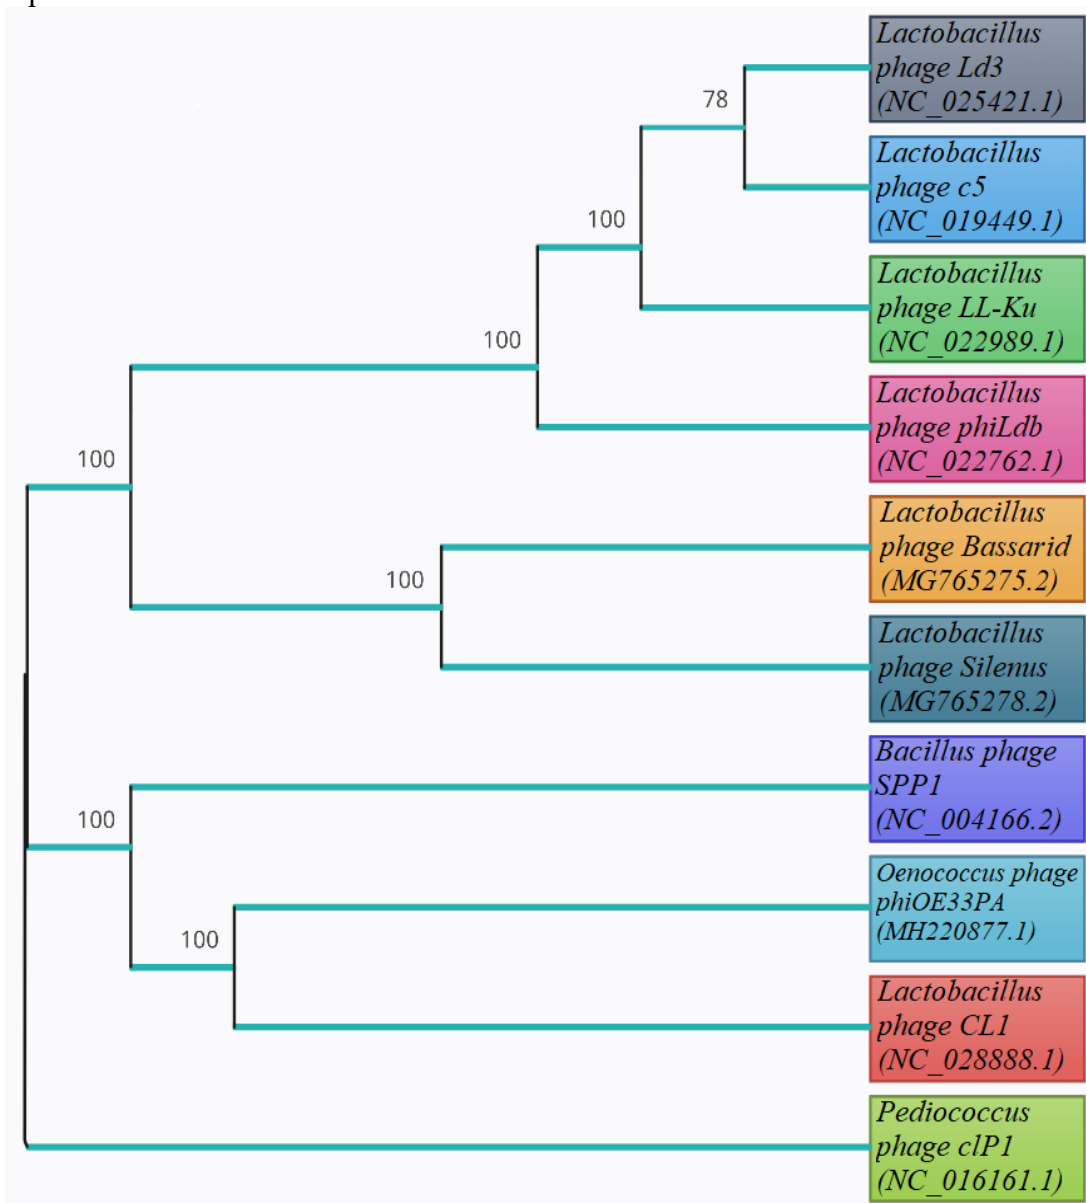 Lactobacillus
phage Ld3
(NC_025421.1)
78
Lactobacillus
phage c5
(NC_019449.1)
100
Lactobacillus
phage LL-Ku
(NC_022989.1)
100
Lactobacillus
phage phiLdb
(NC_022762.1)
100
Lactobacillus
phage Bassarid
(MG765275.2)
100
Lactobacillus
phage Silenus
(MG765278.2)
Bacillus phage
SPP1
(NC_004166.2)
100
Oenococcus phage
phiOE33PA
(MH220877.1)
100
Lactobacillus
phage CL1
(NC_028888.1)
Pediococcus
phage clP1
(NC_016161.1)